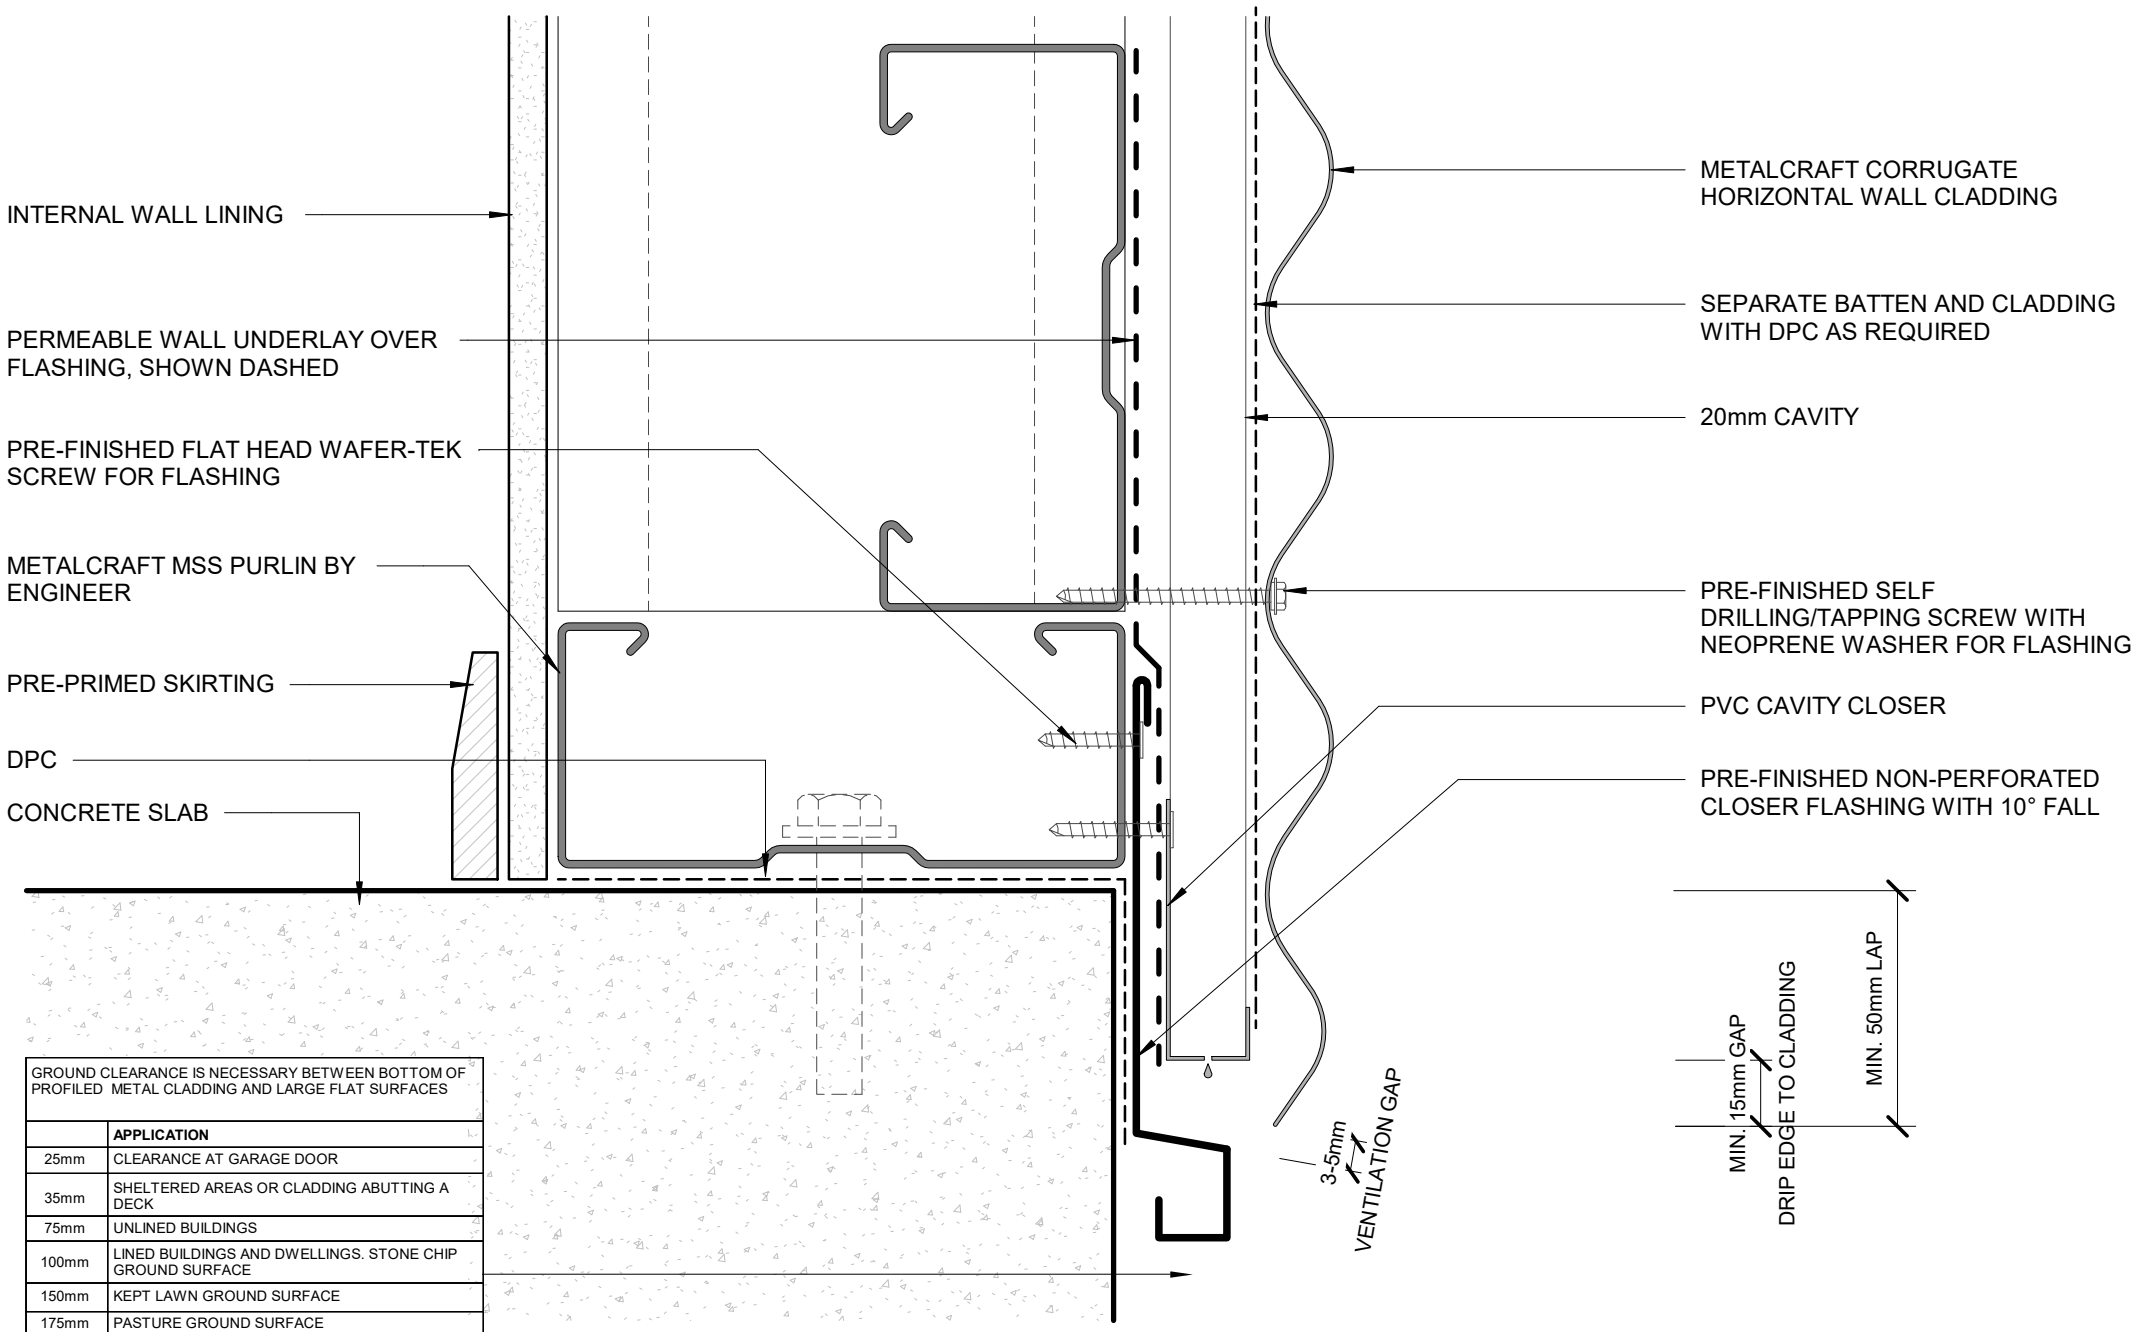 INTERNAL WALL LINING
PERMEABLE WALL UNDERLAY OVER
FLASHING, SHOWN DASHED
PRE-FINISHED FLAT HEAD WAFER-TEK
SCREW FOR FLASHING
METALCRAFT MSS PURLIN BY
ENGINEER
PRE-PRIMED SKIRTING
DPC
CONCRETE SLAB
METALCRAFT CORRUGATE
HORIZONTAL WALL CLADDING
SEPARATE BATTEN AND CLADDING
WITH DPC AS REQUIRED
20mm CAVITY
PRE-FINISHED SELF
DRILLING/TAPPING SCREW WITH
NEOPRENE WASHER FOR FLASHING
PVC CAVITY CLOSER
PRE-FINISHED NON-PERFORATED
CLOSER FLASHING WITH 10° FALL
MIN. 50mm LAP
MIN. 15mm GAP
DRIP EDGE TO CLADDING
3-5mm
VENTILATION GAP
GROUND CLEARANCE IS NECESSARY BETWEEN BOTTOM OF
PROFILED METAL CLADDING AND LARGE FLAT SURFACES
APPLICATION
25mm CLEARANCE AT GARAGE DOOR
35mm SHELTERED AREAS OR CLADDING ABUTTING A
DECK
75mm UNLINED BUILDINGS
100mm LINED BUILDINGS AND DWELLINGS. STONE CHIP
GROUND SURFACE
150mm KEPT LAWN GROUND SURFACE
175mm PASTURE GROUND SURFACE